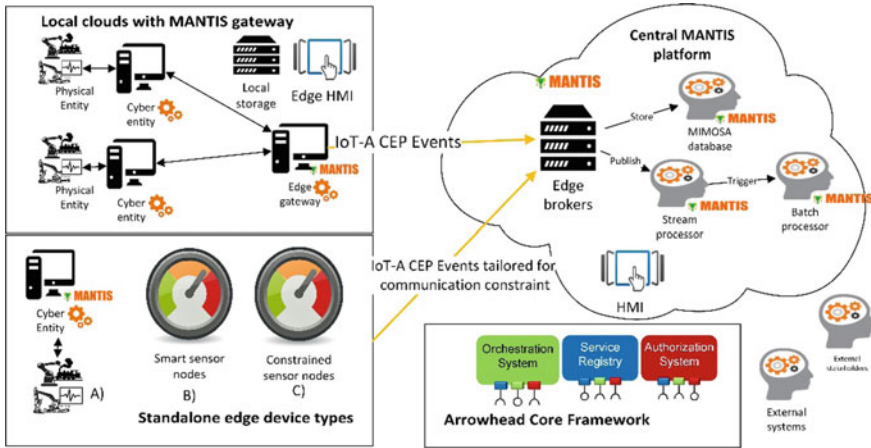 Local clouds with MANTIS gateway
Physical
Entity
Cyber
entity
Local
storage
Edge HMI
Physical
Entity
Cyber
entity
MANTIS
Edge
gateway
IoT-A CEP Events
Central MANTIS
platform
MANTIS
Edge
brokers
Store
MIMOSA
database
MANTIS
Publish
Stream
processor
MANTIS
Trigger
Batch
processor
MANTIS
HMI
IoT-A CEP Events tailored for
communication constraint
MANTIS
Cyber
Entity
A)
Smart sensor
nodes
B)
Constrained
sensor nodes
C)
Standalone edge device types
Orchestration
System
Service
Registry
Authorization
System
Arrowhead Core Framework
External
stakeholders
External
systems